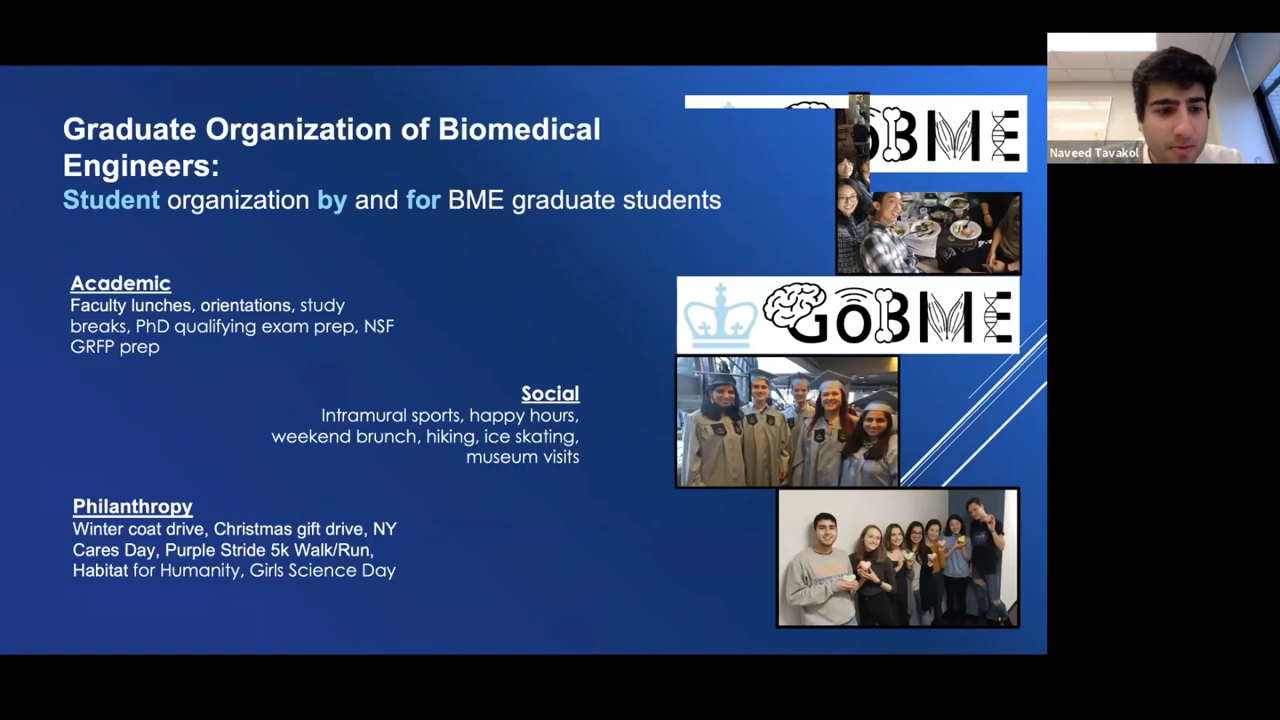 Graduate Organization of Biomedical
Engineers:
Student organization by and for BME graduate students
Academic
Faculty lunches, orientations, study
breaks, PhD qualifying exam prep, NSF
GRFP prep
Social
Intramural sports, happy hours,
weekend brunch, hiking, ice skating,
museum visits
Philanthropy
Winter coat drive, Christmas gift drive, NY
Cares Day, Purple Stride 5k Walk/Run,
Habitat for Humanity, Girls Science Day
oBME
GoBME
Naveed Tavakol